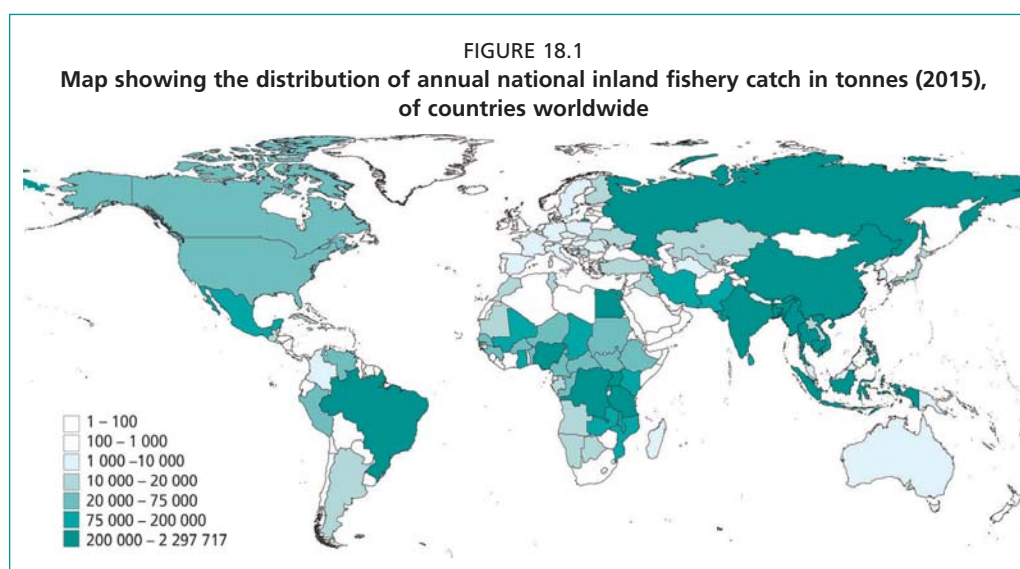 FIGURE 18.1
Map showing the distribution of annual national inland fishery catch in tonnes (2015),
of countries worldwide
1 – 100
100 – 1 000
1 000 –10 000
10 000 – 20 000
20 000 – 75 000
75 000 – 200 000
200 000 – 2 297 717